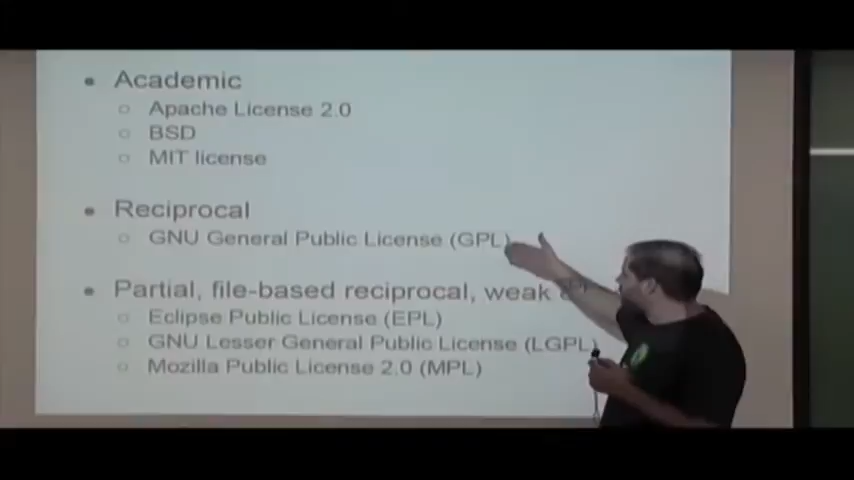 Academic
Apache License 2.0
BSD
MIT license
Reciprocal
GNU General Public License (GPL)
Partial, file-based reciprocal, weak
Eclipse Public License (EPL)
GNU Lesser General Public License (LGPL)
Mozilla Public License 2.0 (MPL)